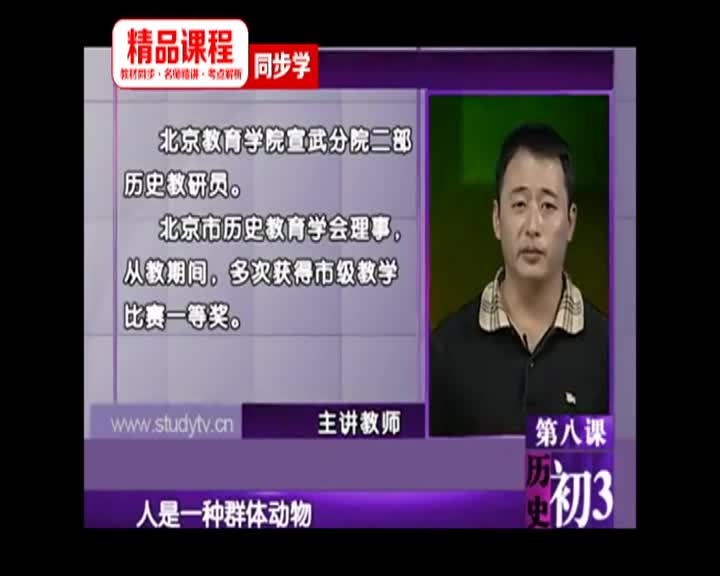 精品课程
教材同步·名师精讲·考点解析
同步学
北京教育学院宣武分院二部
历史教研员。
北京市历史教育学会理事，
从教期间，多次获得市级教学
比赛一等奖。
www.studytv.cn
主讲教师
第八课
历史
初3
人是一种群体动物